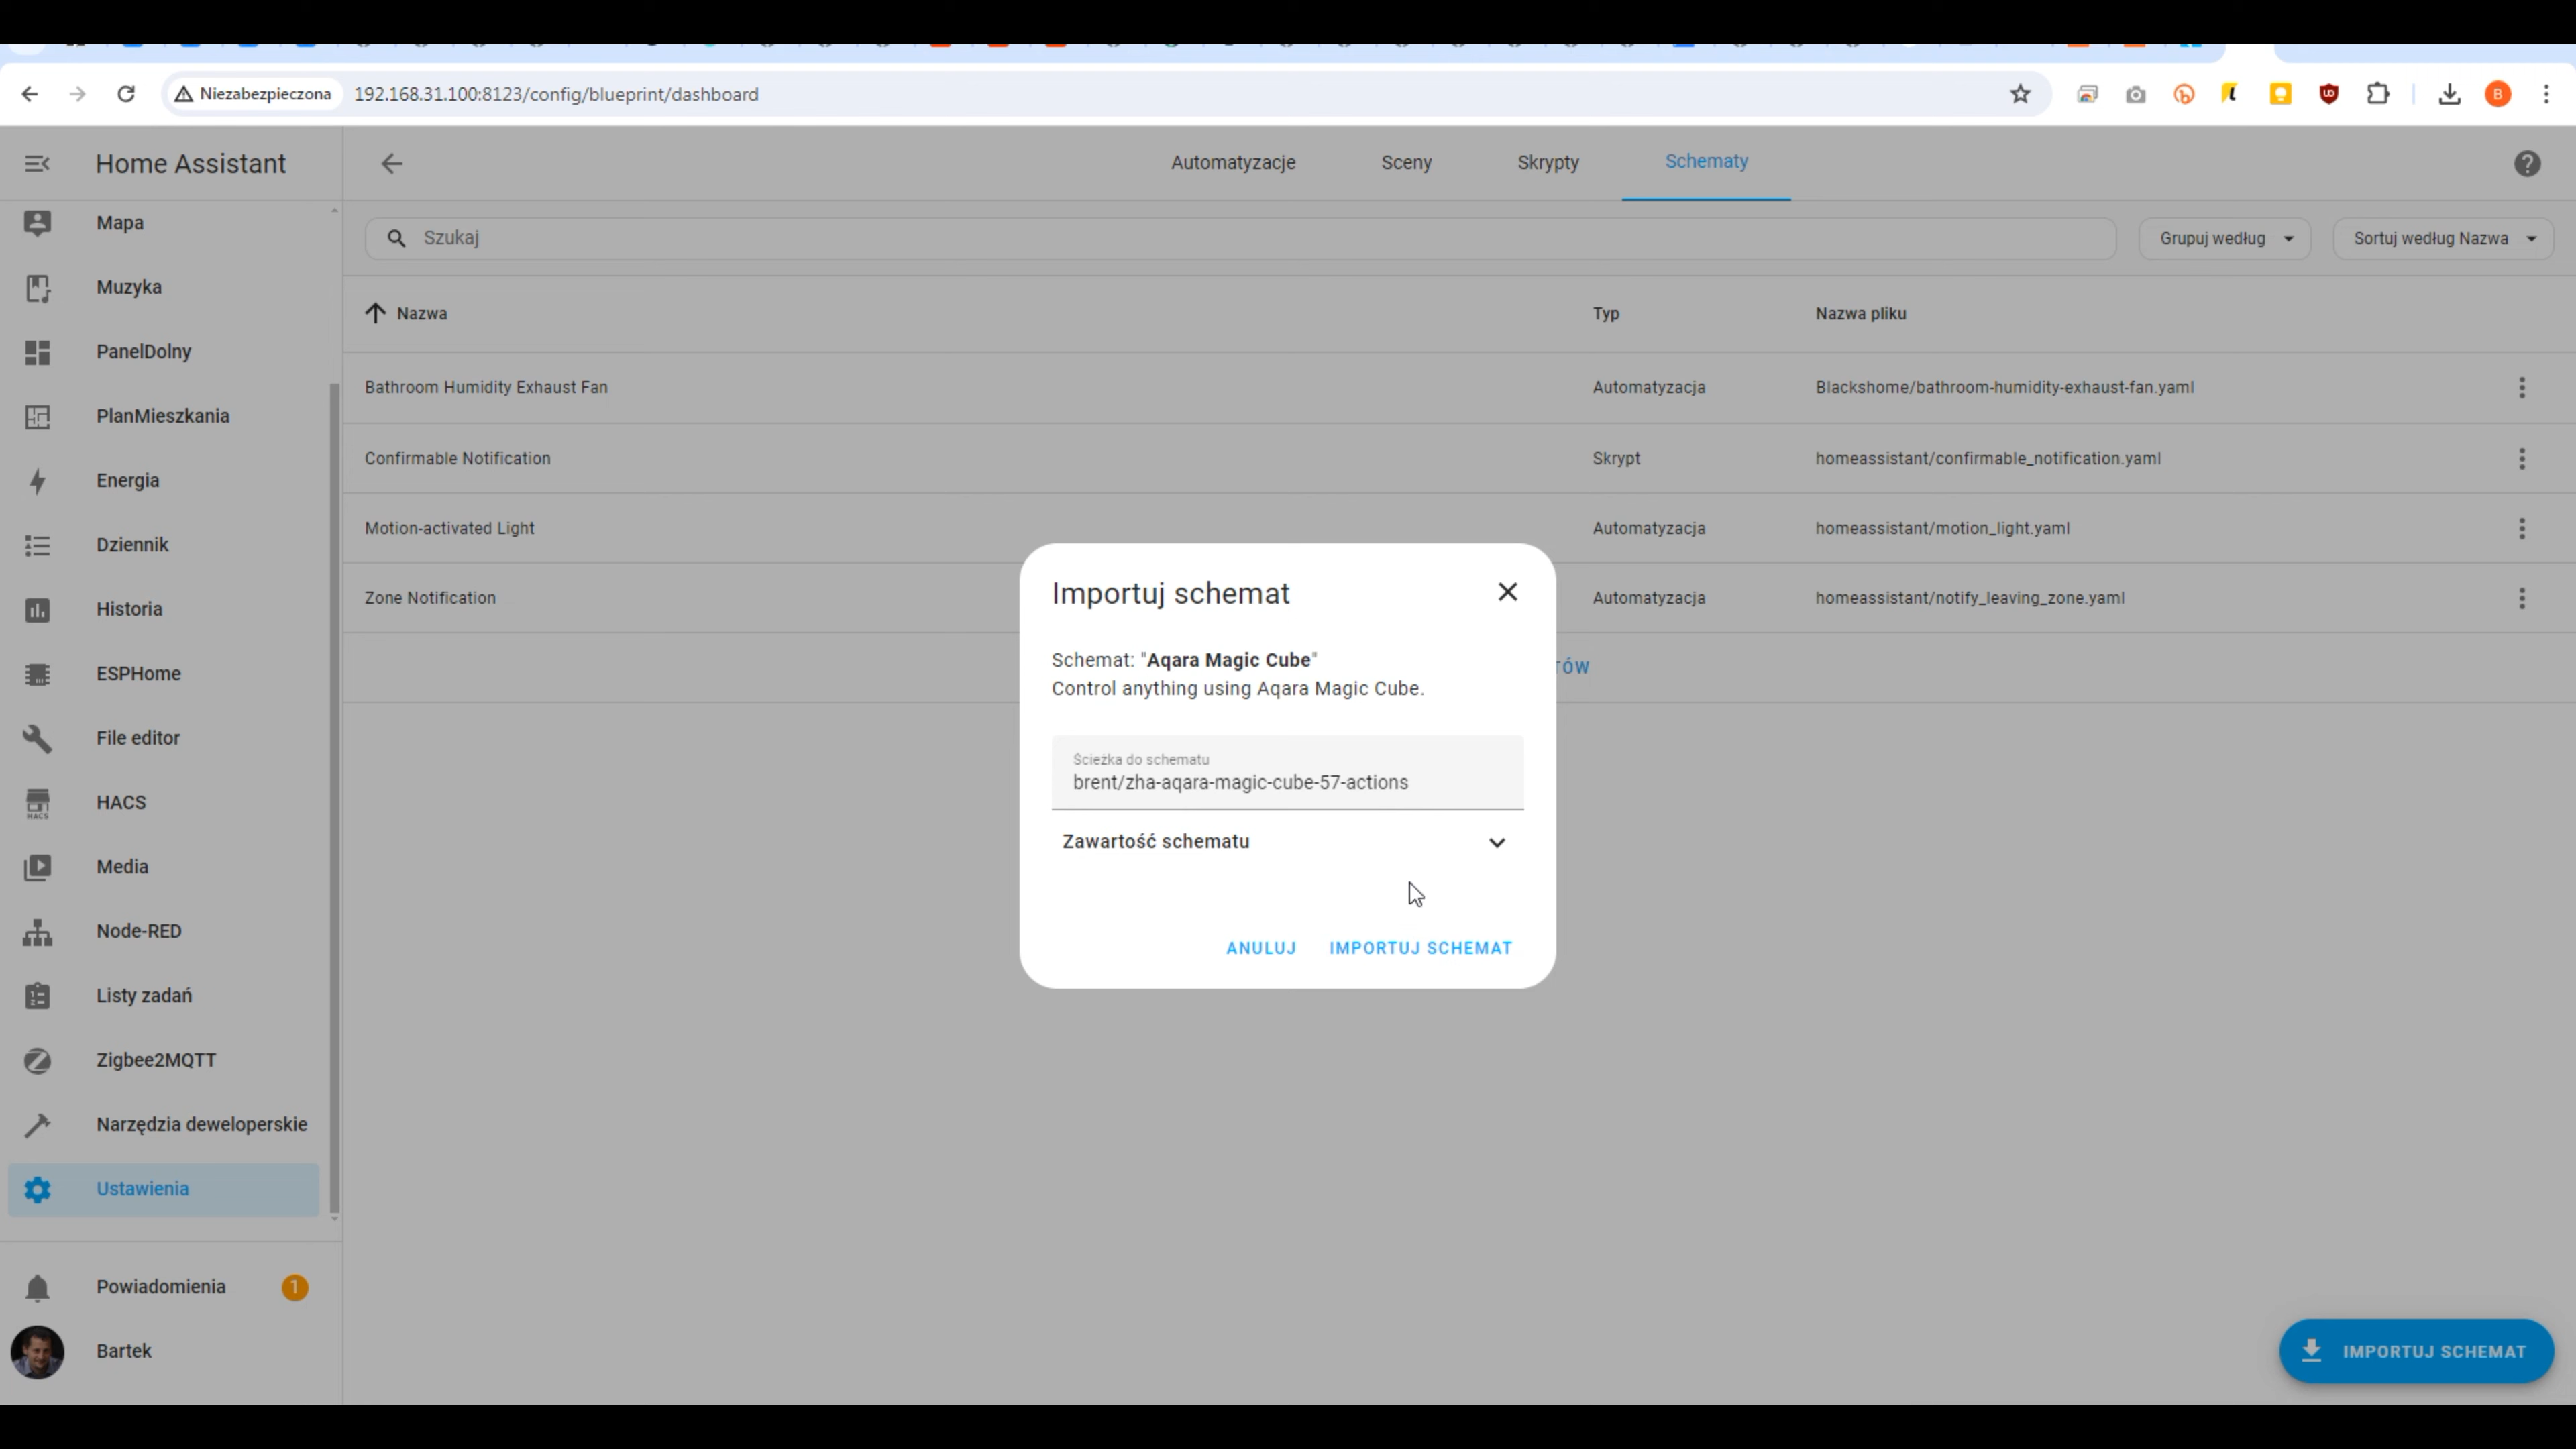 Niezabezpieczona 192.168.31.100:8123/config/blueprint/dashboard
B
Home Assistant
Automatyzacje Sceny Skrypty Schematy
Mapa
Muzyka
PanelDolny
PlanMieszkania
Energia
Dziennik
Historia
ESPHome
File editor
HACS
HACS
Media
Node-RED
Listy zadań
Zigbee2MQTT
Narzędzia deweloperskie
Ustawienia
Powiadomienia 1
Bartek
Szukaj
Grupuj według
Sortuj według Nazwa
Nazwa Typ Nazwa pliku
Bathroom Humidity Exhaust Fan Automatyzacja Blackshome/bathroom-humidity-exhaust-fan.yaml
Confirmable Notification Skrypt homeassistant/confirmable_notification.yaml
Motion-activated Light Automatyzacja homeassistant/motion_light.yaml
Zone Notification Automatyzacja homeassistant/notify_leaving_zone.yaml
Importuj schemat
Schemat: "Aqara Magic Cube"
Control anything using Aqara Magic Cube.
Ścieżka do schematu
brent/zha-aqara-magic-cube-57-actions
Zawartość schematu
ANULUJ IMPORTUJ SCHEMAT
IMPORTUJ SCHEMAT